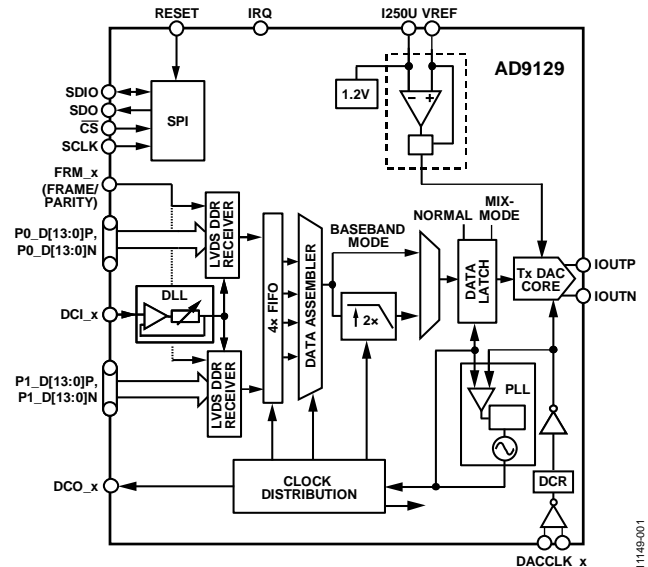 RESET
IRQ
I250U VREF
AD9129
1.2V
SDIO
SDO
CS
SCLK
SPI
FRM_x
(FRAME/
PARITY)
P0_D[13:0]P,
P0_D[13:0]N
LVDS DDR
RECEIVER
DLL
DCI_x
P1_D[13:0]P,
P1_D[13:0]N
LVDS DDR
RECEIVER
4× FIFO
DATA ASSEMBLER
BASEBAND
MODE
2×
NORMAL
MIX-
MODE
DATA
LATCH
Tx DAC
CORE
IOUTP
IOUTN
PLL
DCO_x
CLOCK
DISTRIBUTION
DCR
DACCLK_x
11149-001